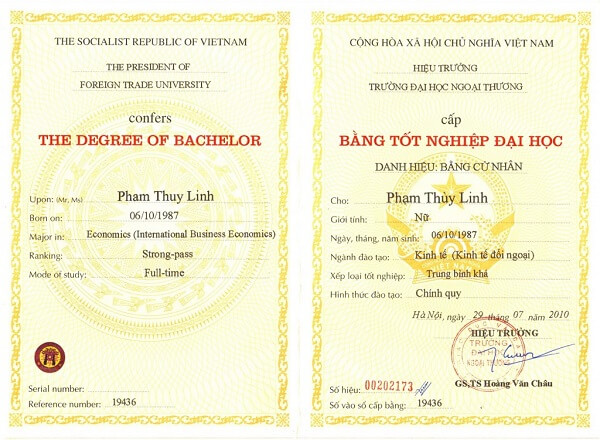 THE SOCIALIST REPUBLIC OF VIETNAM
THE PRESIDENT OF
FOREIGN TRADE UNIVERSITY
confers
THE DEGREE OF BACHELOR
Upon: (Mr, Ms) Pham Thuy Linh
Born on: 06/10/1987
Major in: Economics (International Business Economics)
Ranking: Strong-pass
Mode of study: Full-time
Serial number:
Reference number: 19436
CỘNG HÒA XÃ HỘI CHỦ NGHĨA VIỆT NAM
HIỆU TRƯỞNG
TRƯỜNG ĐẠI HỌC NGOẠI THƯƠNG
cấp
BẰNG TỐT NGHIỆP ĐẠI HỌC
DANH HIỆU: BẰNG CỬ NHÂN
Cho: Phạm Thùy Linh
Giới tính: Nữ
Ngày, tháng, năm sinh: 06/10/1987
Ngành đào tạo: Kinh tế (Kinh tế đối ngoại)
Xếp loại tốt nghiệp: Trung bình khá
Hình thức đào tạo: Chính quy
Hà Nội, ngày 29 tháng 07 năm 2010
HIỆU TRƯỞNG
TRƯỜNG
ĐẠI H
NGOẠI THƯƠNG
GS,TS Hoàng Văn Châu
Số hiệu: 00202173
Số vào sổ cấp bằng: 19436